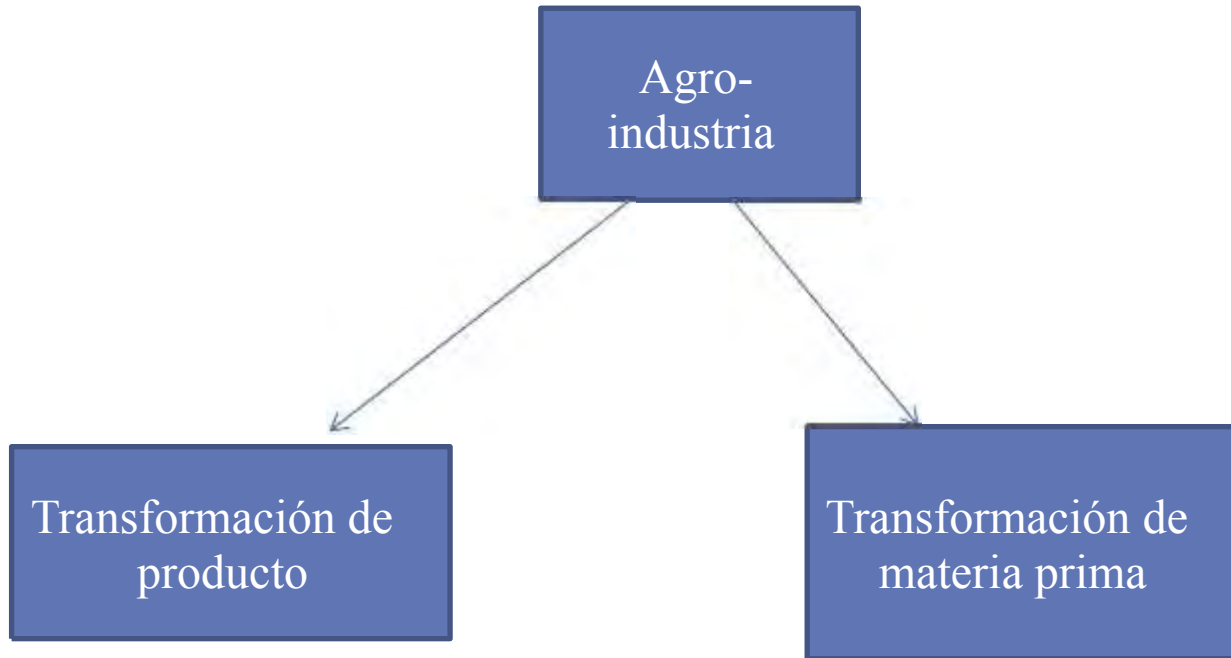 Agro-
industria
Transformación de
producto
Transformación de
materia prima